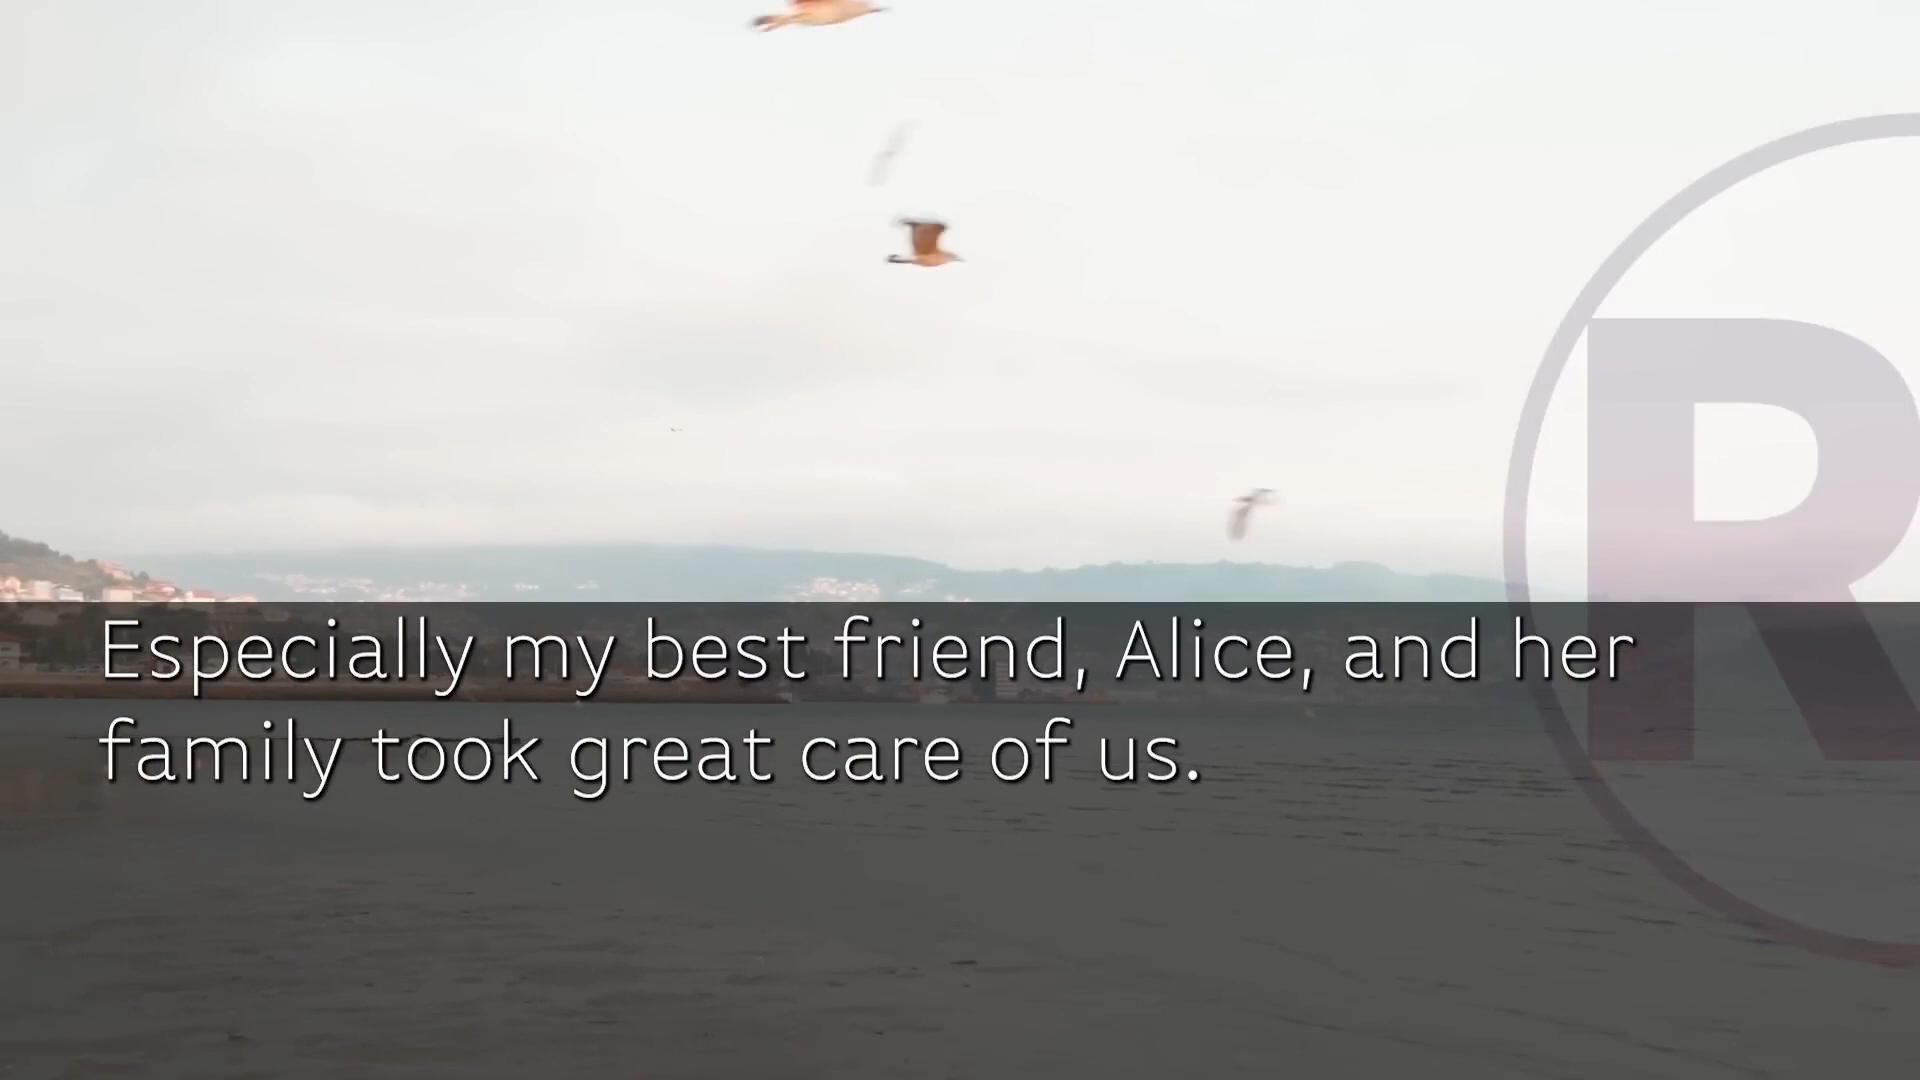 Especially my best friend, Alice, and her
family took great care of us.
R